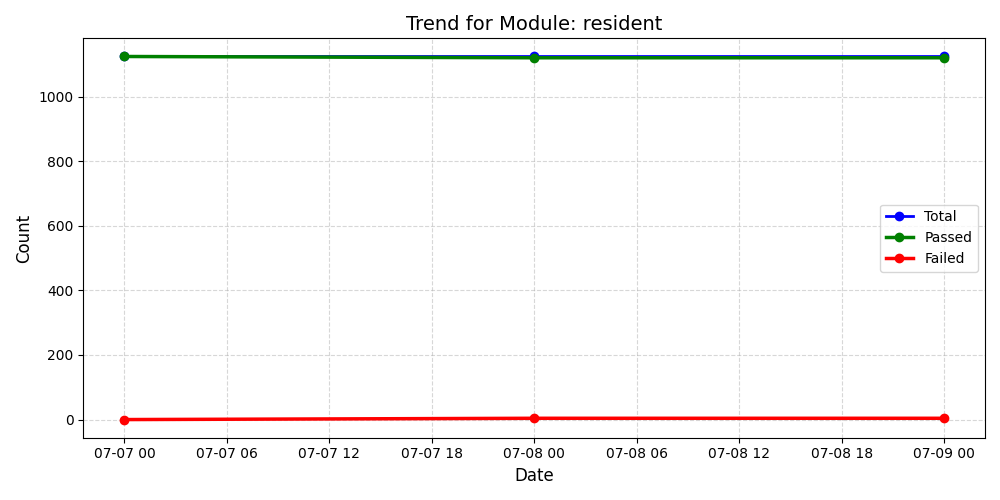 Trend for Module: resident
Count
1000
800
600
400
200
0
Total
Passed
Failed
07-07 00 07-07 06 07-07 12 07-07 18 07-08 00 07-08 06 07-08 12 07-08 18 07-09 00
Date